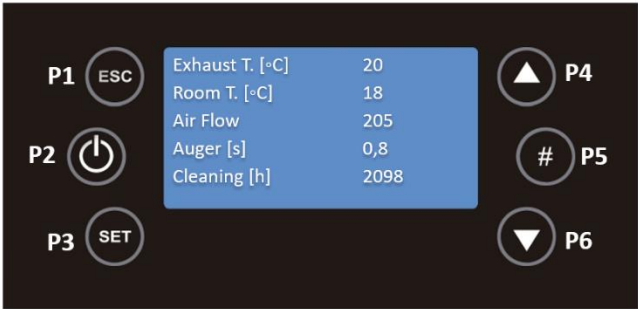 P1 ESC
Exhaust T. [∘C] 20
P4
Room T. [∘C] 18
Air Flow 205
P2
Auger [s] 0,8
# P5
Cleaning [h] 2098
P3 SET
P6